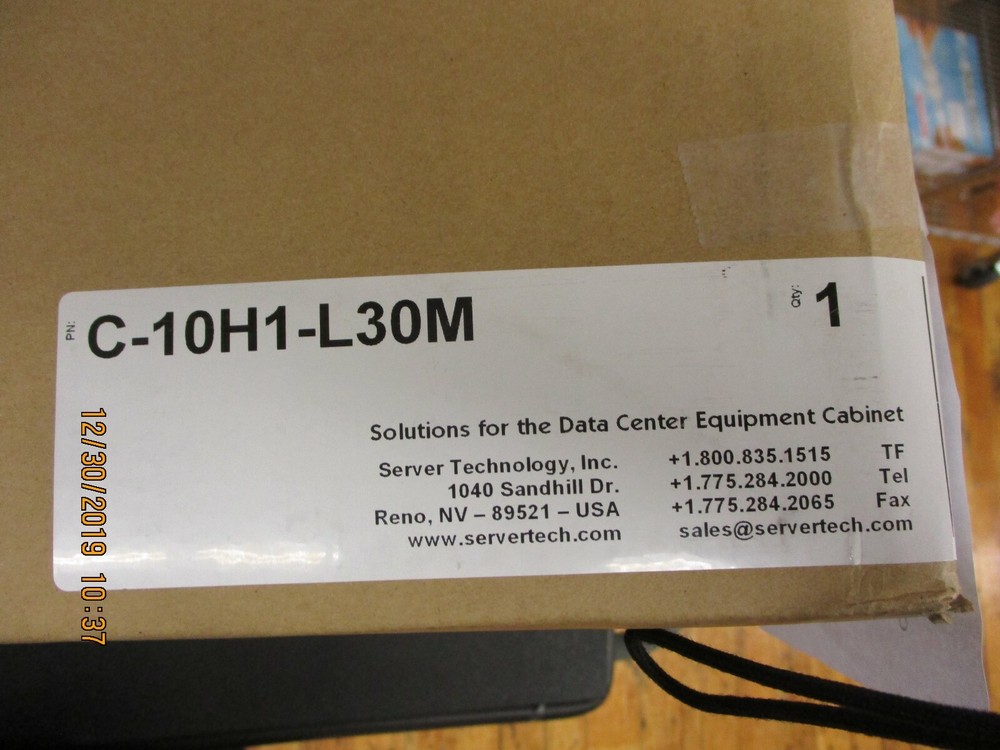 PN: C-10H1-L30M
Qty: 1
Solutions for the Data Center Equipment Cabinet
Server Technology, Inc.
1040 Sandhill Dr.
Reno, NV – 89521 – USA
www.servertech.com
+1.800.835.1515 TF
+1.775.284.2000 Tel
+1.775.284.2065 Fax
sales@servertech.com
12/30/2019 10:37